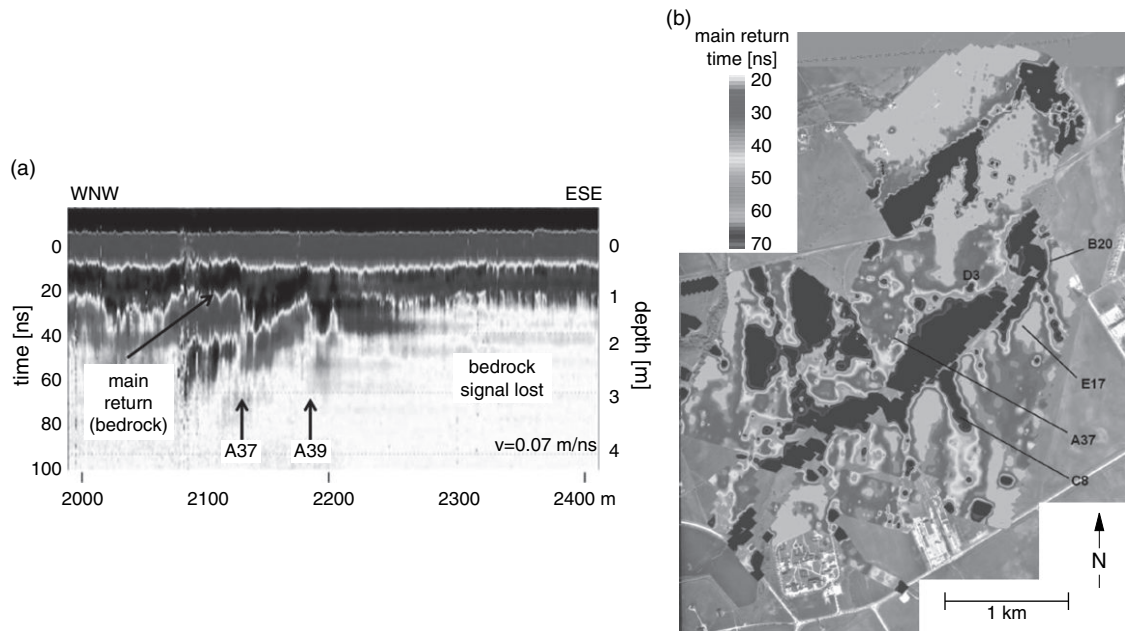 (a)
WNW
ESE
time [ns]
0
20
40
60
80
100
0
1
2
3
4
depth [m]
main
return
(bedrock)
A37
A39
bedrock
signal lost
v=0.07 m/ns
2000
2100
2200
2300
2400 m
(b)
main return
time [ns]
20
30
40
50
60
70
B20
D3
E17
A37
C8
N
1 km